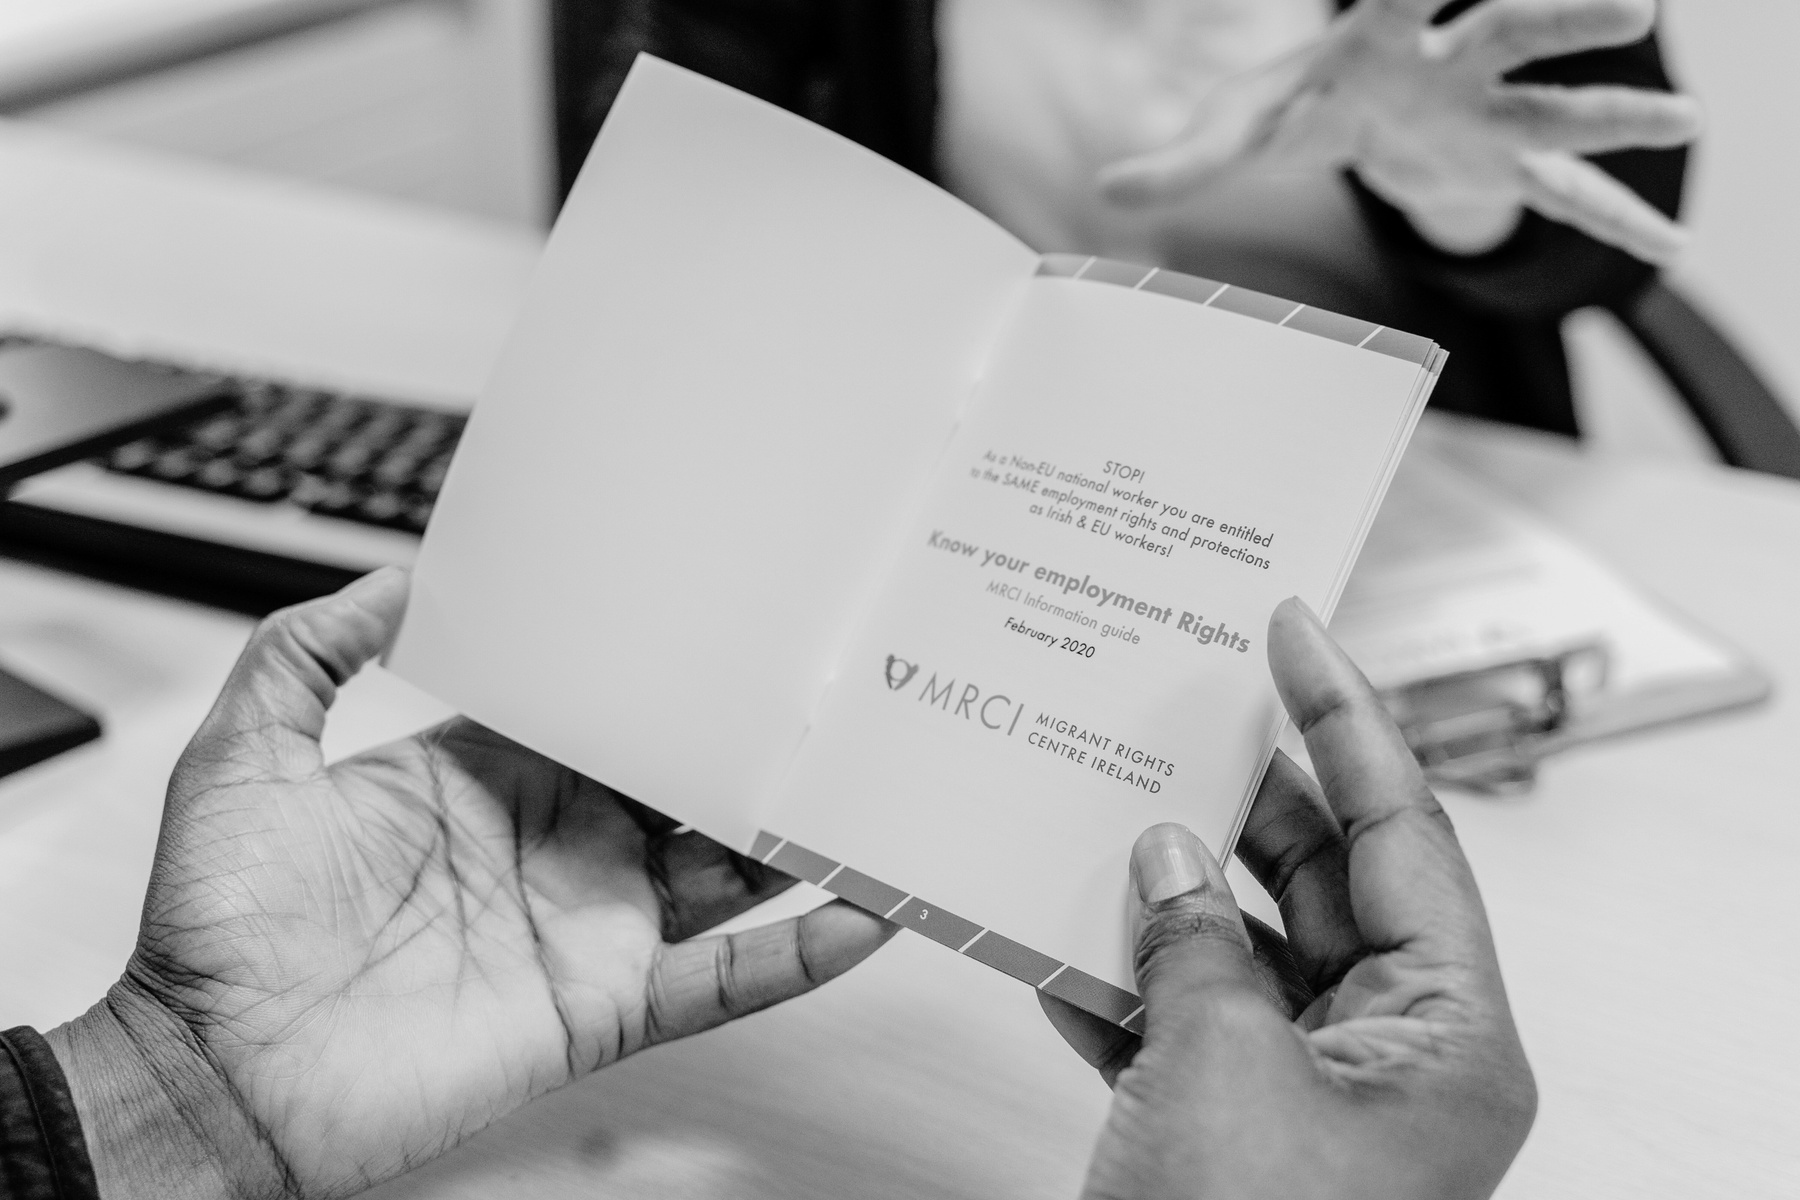 STOP!
As a Non-EU national worker you are entitled
to the SAME employment rights and protections
as Irish & EU workers!
Know your employment Rights
MRCI Information guide
February 2020
MRCI
MIGRANT RIGHTS
CENTRE IRELAND
3